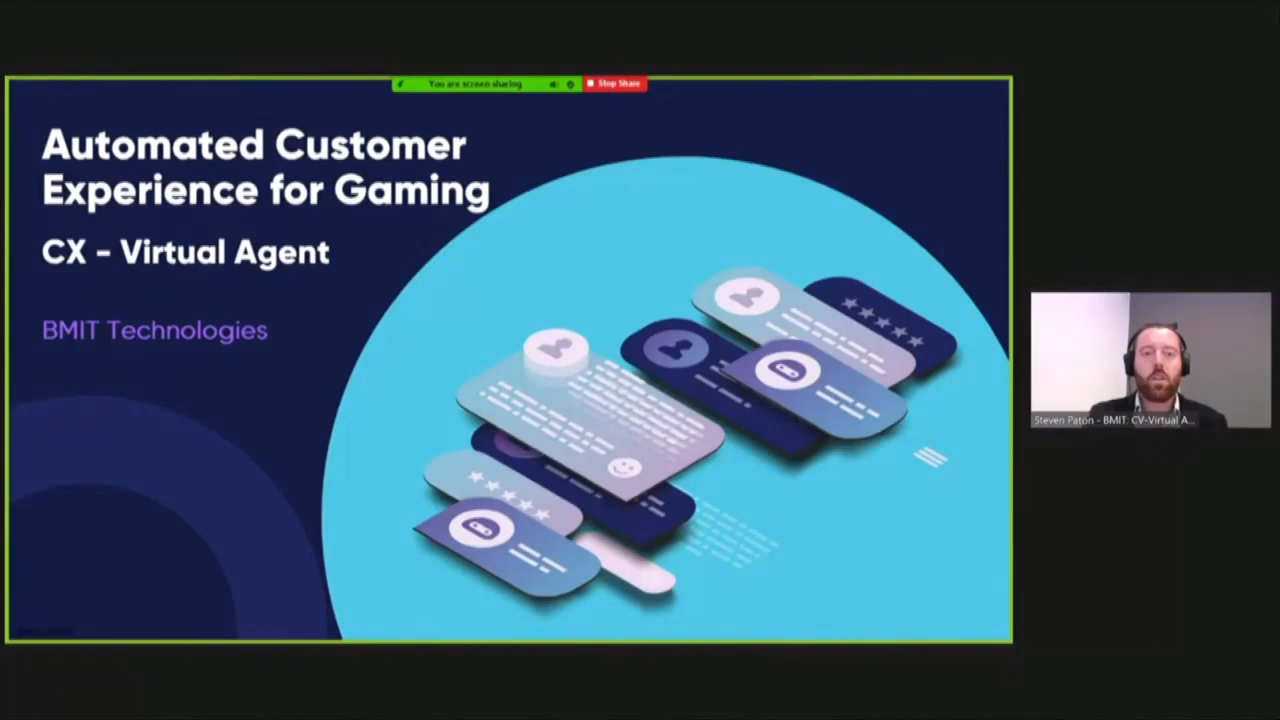 You are screen sharing
Stop Share
Automated Customer
Experience for Gaming
CX - Virtual Agent
BMIT Technologies
Steven Paton - BMIT: CV-Virtual A...